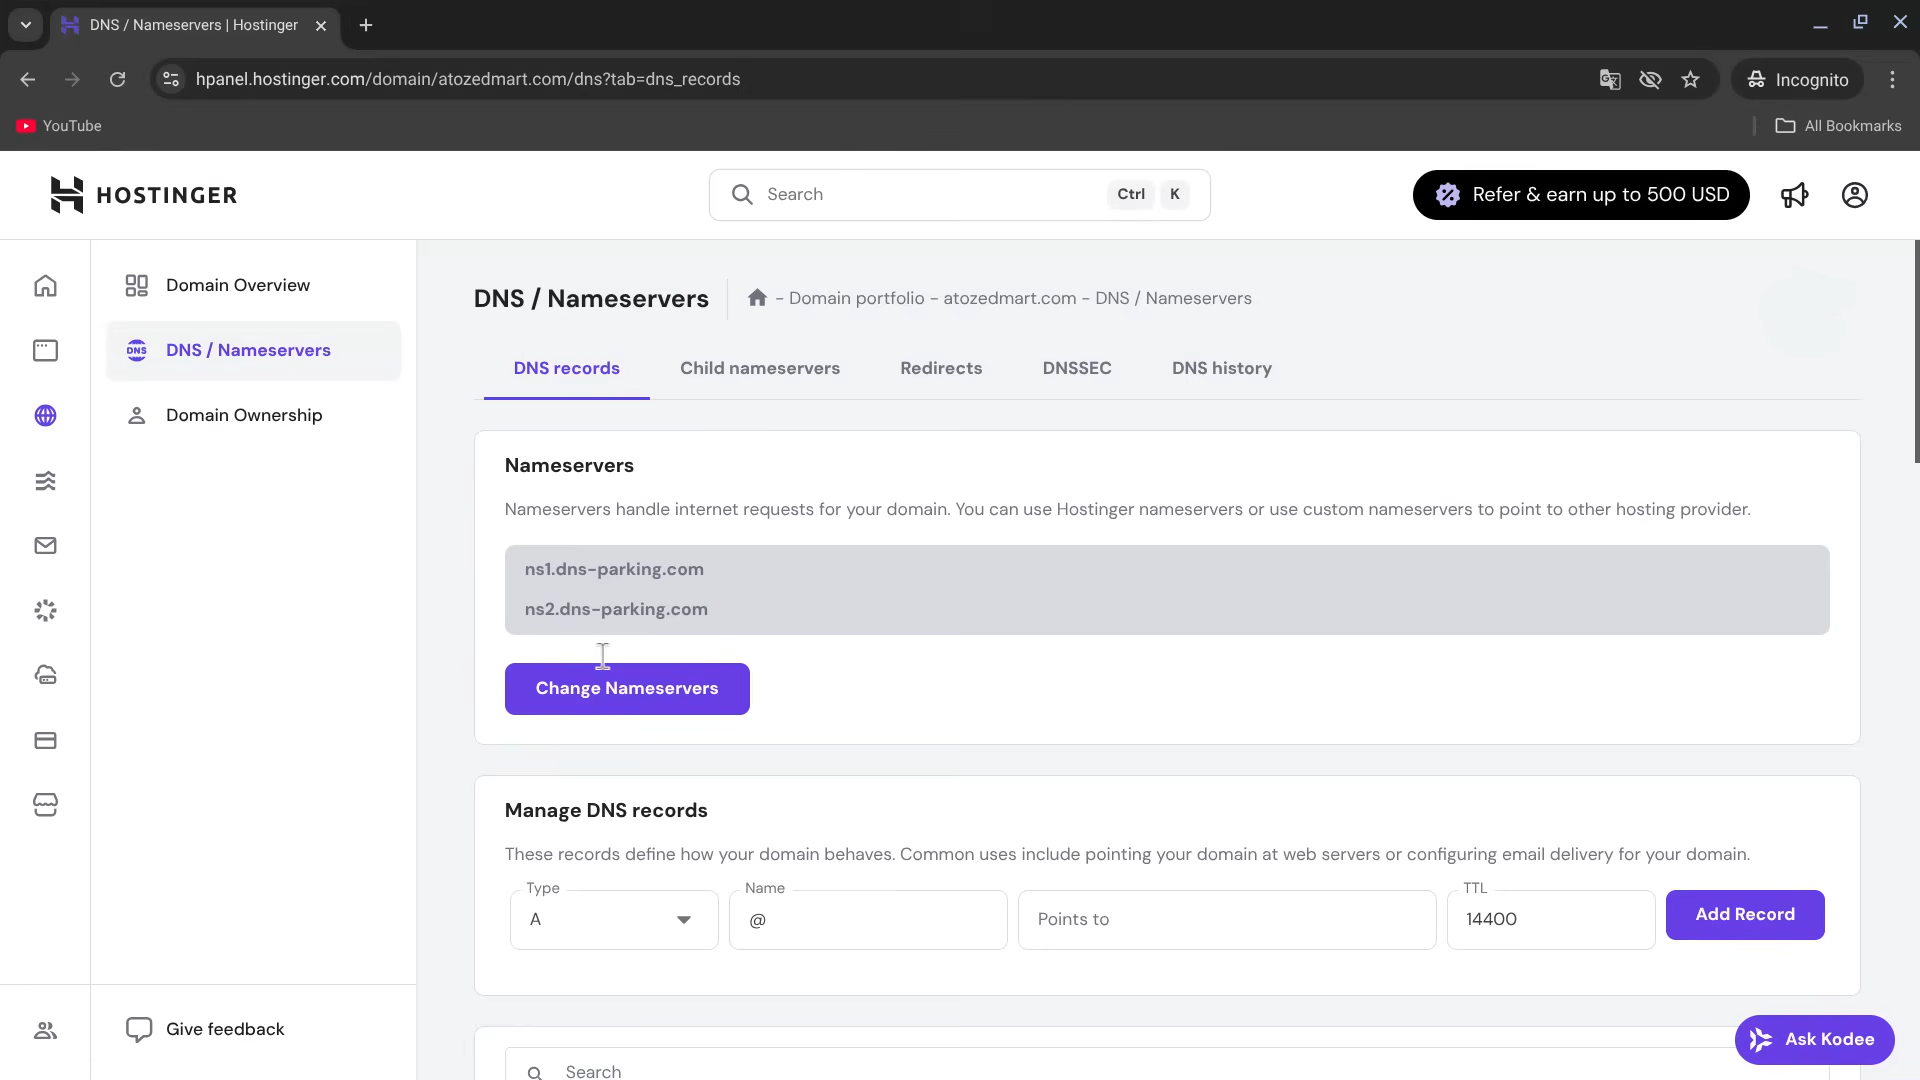 DNS / Nameservers | Hostinger
hpanel.hostinger.com/domain/atozedmart.com/dns?tab=dns_records
Incognito
YouTube
All Bookmarks
HOSTINGER
Search
Ctrl K
Refer & earn up to 500 USD
Domain Overview
DNS / Nameservers
Domain Ownership
Give feedback
DNS / Nameservers
- Domain portfolio - atozedmart.com - DNS / Nameservers
DNS records Child nameservers Redirects DNSSEC DNS history
Nameservers
Nameservers handle internet requests for your domain. You can use Hostinger nameservers or use custom nameservers to point to other hosting provider.
ns1.dns-parking.com
ns2.dns-parking.com
Change Nameservers
Manage DNS records
These records define how your domain behaves. Common uses include pointing your domain at web servers or configuring email delivery for your domain.
Type Name TTL
A @ Points to 14400 Add Record
Search
Ask Kodee